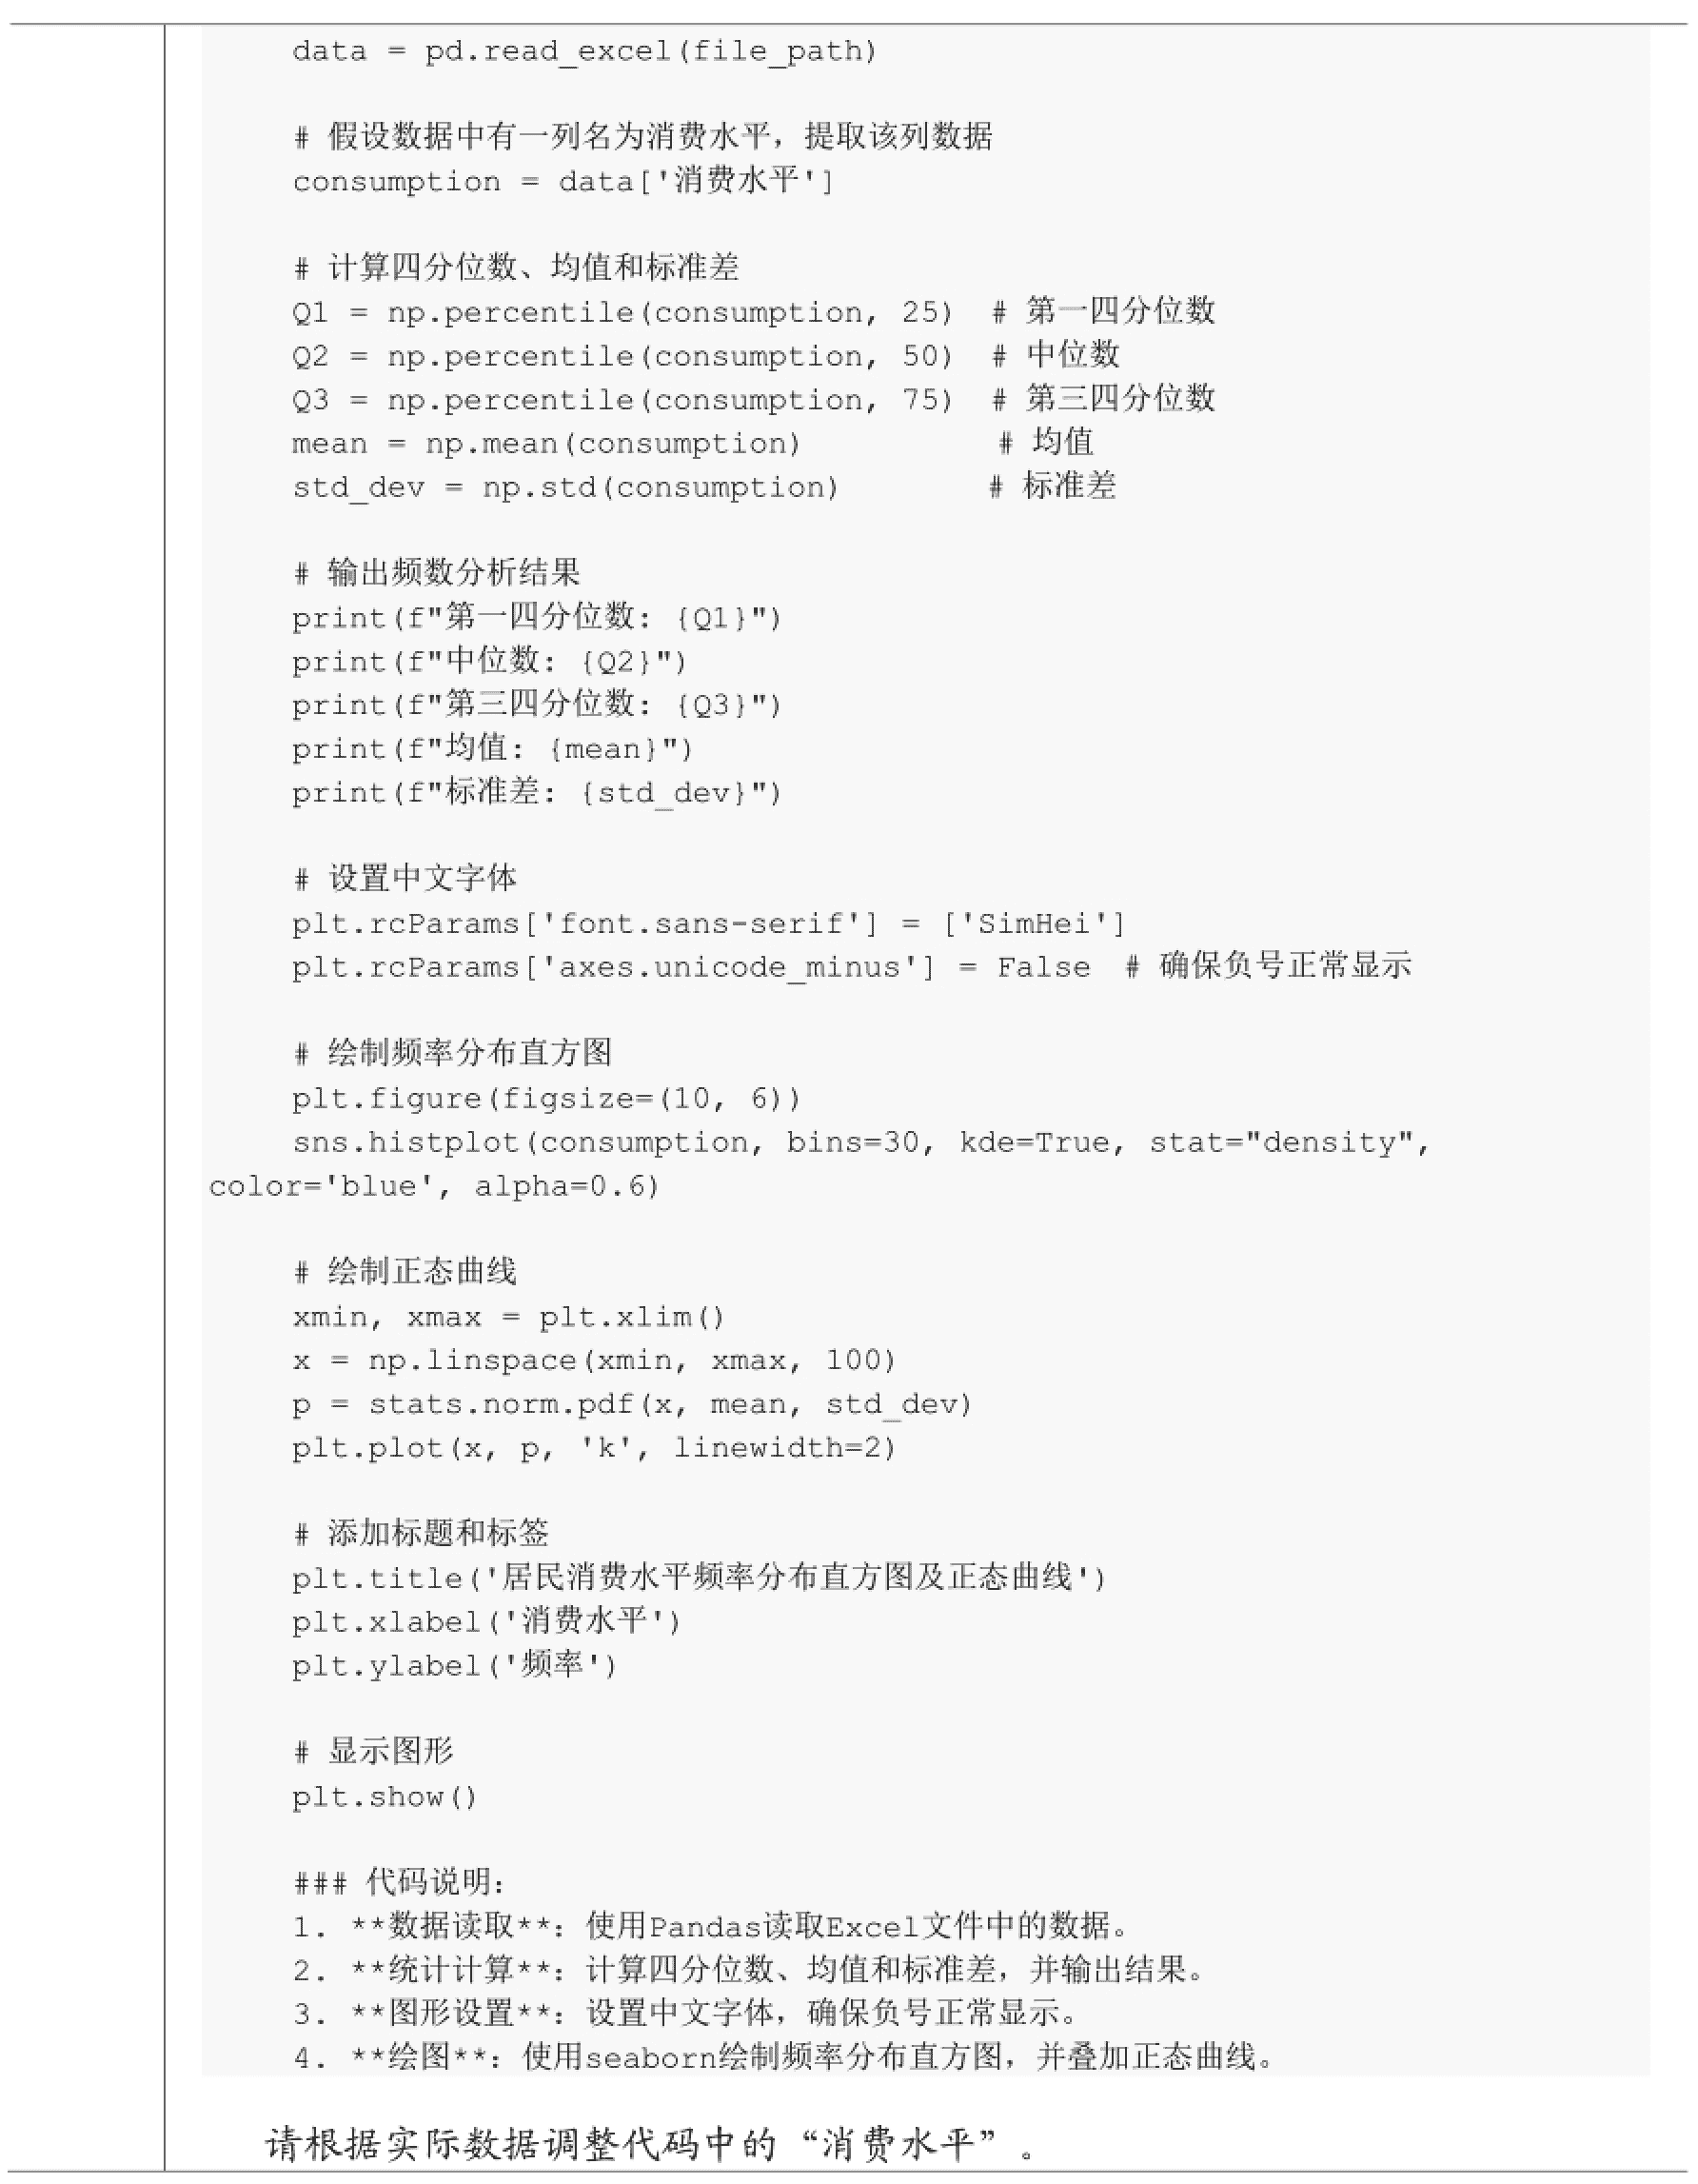 data = pd.read_excel(file_path)
# 假设数据中有一列名为消费水平，提取该列数据
consumption = data['消费水平']
# 计算四分位数、均值和标准差
Q1 = np.percentile(consumption, 25)  # 第一四分位数
Q2 = np.percentile(consumption, 50)  # 中位数
Q3 = np.percentile(consumption, 75)  # 第三四分位数
mean = np.mean(consumption)          # 均值
std_dev = np.std(consumption)        # 标准差
# 输出频数分析结果
print(f"第一四分位数: {Q1}")
print(f"中位数: {Q2}")
print(f"第三四分位数: {Q3}")
print(f"均值: {mean}")
print(f"标准差: {std_dev}")
# 设置中文字体
plt.rcParams['font.sans-serif'] = ['SimHei']
plt.rcParams['axes.unicode_minus'] = False  # 确保负号正常显示
# 绘制频率分布直方图
plt.figure(figsize=(10, 6))
sns.histplot(consumption, bins=30, kde=True, stat="density",
color='blue', alpha=0.6)
# 绘制正态曲线
xmin, xmax = plt.xlim()
x = np.linspace(xmin, xmax, 100)
p = stats.norm.pdf(x, mean, std_dev)
plt.plot(x, p, 'k', linewidth=2)
# 添加标题和标签
plt.title('居民消费水平频率分布直方图及正态曲线')
plt.xlabel('消费水平')
plt.ylabel('频率')
# 显示图形
plt.show()
### 代码说明：
1. **数据读取**：使用Pandas读取Excel文件中的数据。
2. **统计计算**：计算四分位数、均值和标准差，并输出结果。
3. **图形设置**：设置中文字体，确保负号正常显示。
4. **绘图**：使用seaborn绘制频率分布直方图，并叠加正态曲线。
请根据实际数据调整代码中的“消费水平”。